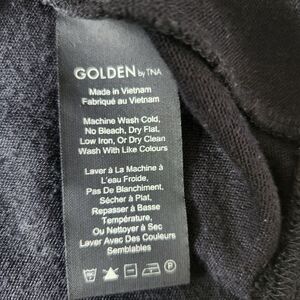 GOLDEN by TNA
Made in Vietnam
Fabriqué au Vietnam
Machine Wash Cold,
No Bleach, Dry Flat,
Low Iron, Or Dry Clean
Wash With Like Colours
Laver à La Machine à
L'eau Froide,
Pas De Blanchiment,
Sécher à Plat,
Repasser à Basse
Température,
Ou Nettoyer à Sec
Laver Avec Des Couleurs
Semblables
P